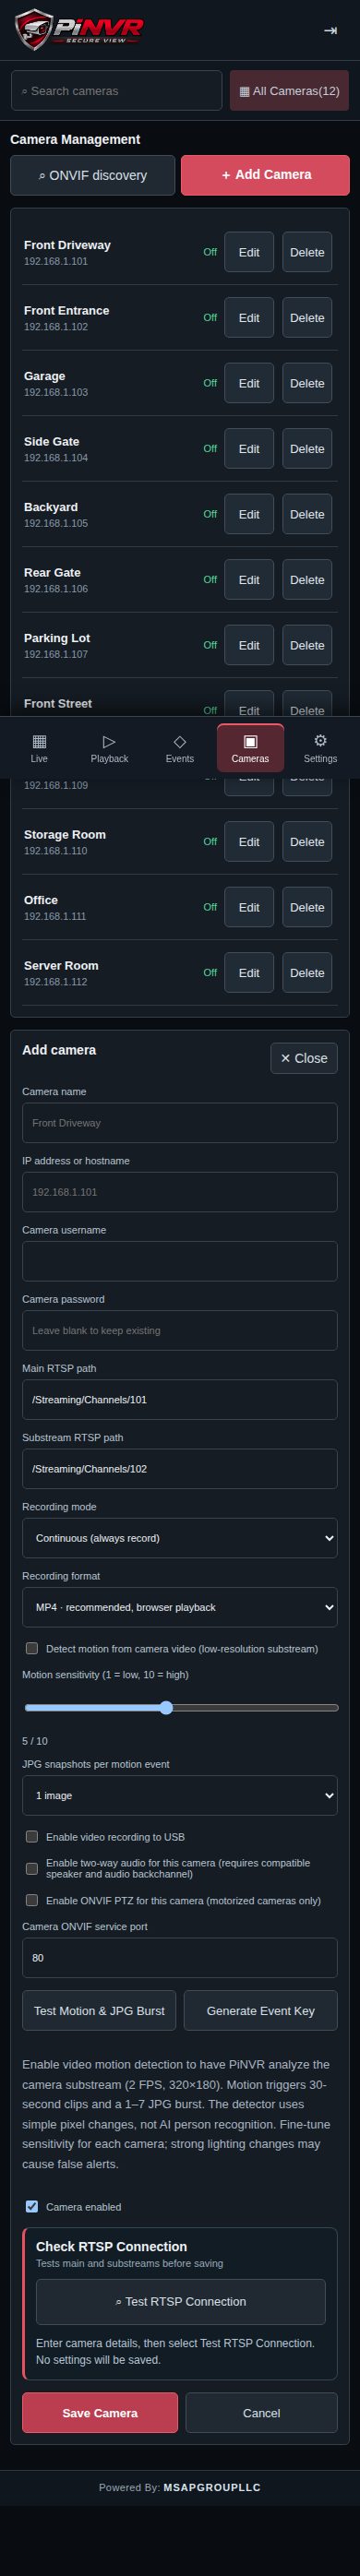 PiNVR
SECURE VIEW
Search cameras
All Cameras(12)
Camera Management
ONVIF discovery
+ Add Camera
Front Driveway
Off
Edit
Delete
192.168.1.101
Front Entrance
Off
Edit
Delete
192.168.1.102
Garage
Off
Edit
Delete
192.168.1.103
Side Gate
Off
Edit
Delete
192.168.1.104
Backyard
Off
Edit
Delete
192.168.1.105
Rear Gate
Off
Edit
Delete
192.168.1.106
Parking Lot
Off
Edit
Delete
192.168.1.107
Front Street
Off
Edit
Delete
Live
Playback
Events
Cameras
Settings
192.168.1.109
Edit
Delete
Storage Room
Off
Edit
Delete
192.168.1.110
Office
Off
Edit
Delete
192.168.1.111
Server Room
Off
Edit
Delete
192.168.1.112
Add camera
✕ Close
Camera name
Front Driveway
IP address or hostname
192.168.1.101
Camera username
Camera password
Leave blank to keep existing
Main RTSP path
/Streaming/Channels/101
Substream RTSP path
/Streaming/Channels/102
Recording mode
Continuous (always record)
Recording format
MP4 · recommended, browser playback
Detect motion from camera video (low-resolution substream)
Motion sensitivity (1 = low, 10 = high)
5 / 10
JPG snapshots per motion event
1 image
Enable video recording to USB
Enable two-way audio for this camera (requires compatible
speaker and audio backchannel)
Enable ONVIF PTZ for this camera (motorized cameras only)
Camera ONVIF service port
80
Test Motion & JPG Burst
Generate Event Key
Enable video motion detection to have PiNVR analyze the
camera substream (2 FPS, 320×180). Motion triggers 30-
second clips and a 1–7 JPG burst. The detector uses
simple pixel changes, not AI person recognition. Fine-tune
sensitivity for each camera; strong lighting changes may
cause false alerts.
Camera enabled
Check RTSP Connection
Tests main and substreams before saving
Test RTSP Connection
Enter camera details, then select Test RTSP Connection.
No settings will be saved.
Save Camera
Cancel
Powered By: MSAPGROUPLLC